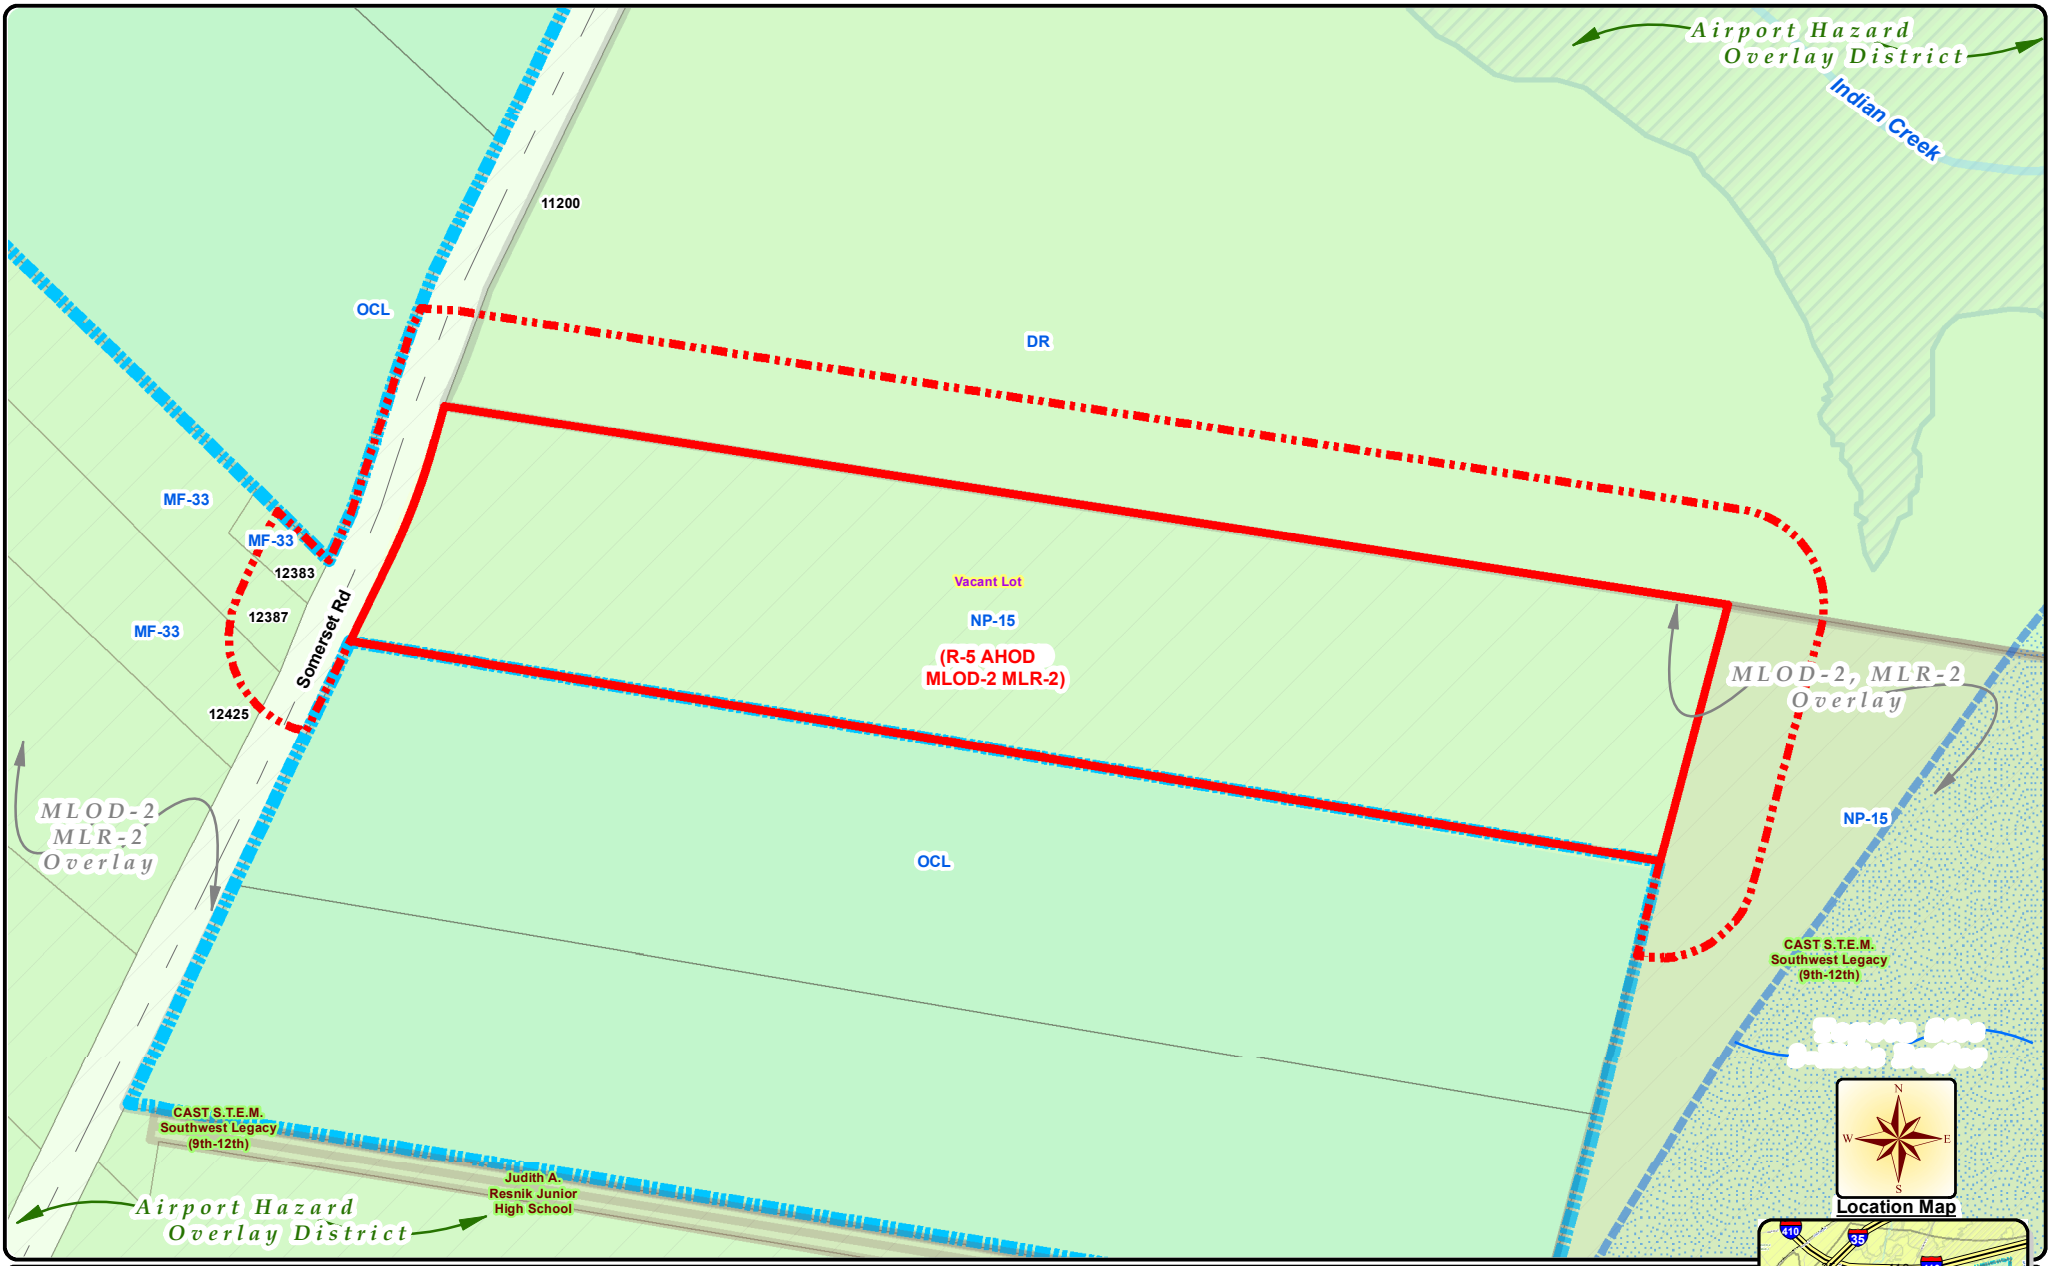 Airport Hazard
Overlay District
Indian Creek
11200
OCL
DR
MF-33
MF-33
12383
Vacant Lot
12387
NP-15
MF-33
Somerset Rd
(R-5 AHOD
MLOD-2 MLR-2)
MLOD-2, MLR-2
Overlay
12425
MLOD-2
MLR-2
Overlay
NP-15
OCL
CAST S.T.E.M.
Southwest Legacy
(9th-12th)
N
W
E
S
CAST S.T.E.M.
Southwest Legacy
(9th-12th)
Judith A.
Resnik Junior
High School
Airport Hazard
Overlay District
Location Map
410
35